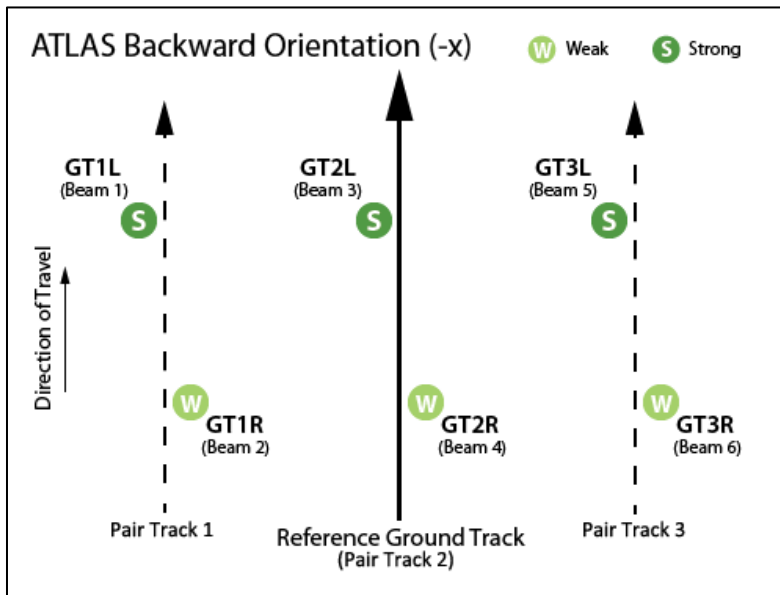 ATLAS Backward Orientation (-x)
W Weak
S Strong
GT1L
(Beam 1)
S
GT2L
(Beam 3)
S
GT3L
(Beam 5)
S
Direction of Travel
W
GT1R
(Beam 2)
W
GT2R
(Beam 4)
W
GT3R
(Beam 6)
Pair Track 1
Reference Ground Track
(Pair Track 2)
Pair Track 3